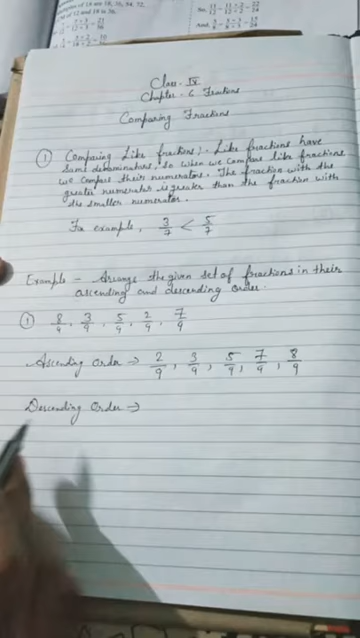 Class - IV
Chapter - 6 Fractions
Comparing Fractions
① Comparing Like fractions :- Like fractions have
same denominators. So when we compare like fractions
we compare their numerators. The fraction with the
greater numerator is greater than the fraction with
the smaller numerator.
For example, 3/7 < 5/7
Example - Arrange the given set of fractions in their
ascending and descending order.
① 8/9, 3/9, 5/9, 2/9, 7/9
Ascending Order → 2/9, 3/9, 5/9, 7/9, 8/9
Descending Order →